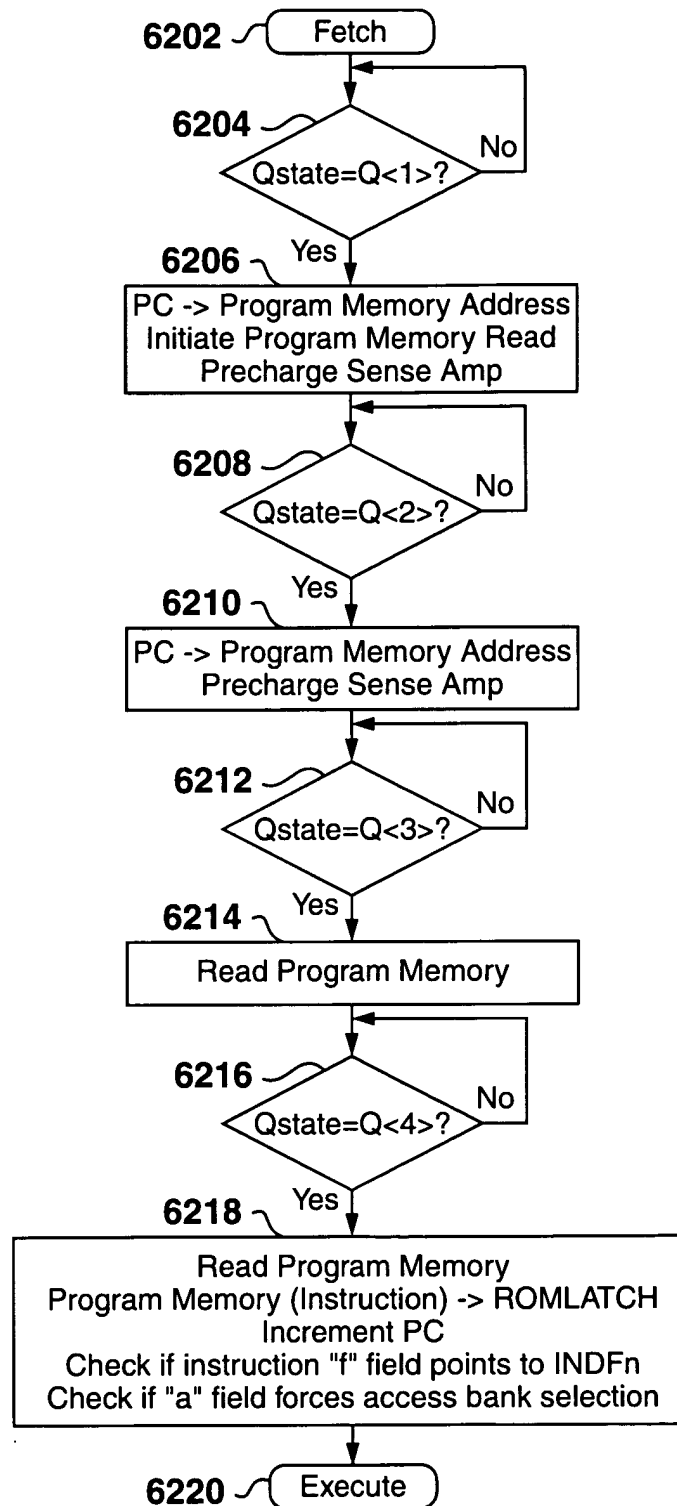 6202
Fetch
6204
Qstate=Q<1>?
No
Yes
6206
PC -> Program Memory Address
Initiate Program Memory Read
Precharge Sense Amp
6208
Qstate=Q<2>?
No
Yes
6210
PC -> Program Memory Address
Precharge Sense Amp
6212
Qstate=Q<3>?
No
Yes
6214
Read Program Memory
6216
Qstate=Q<4>?
No
Yes
6218
Read Program Memory
Program Memory (Instruction) -> ROMLATCH
Increment PC
Check if instruction "f" field points to INDFn
Check if "a" field forces access bank selection
6220
Execute